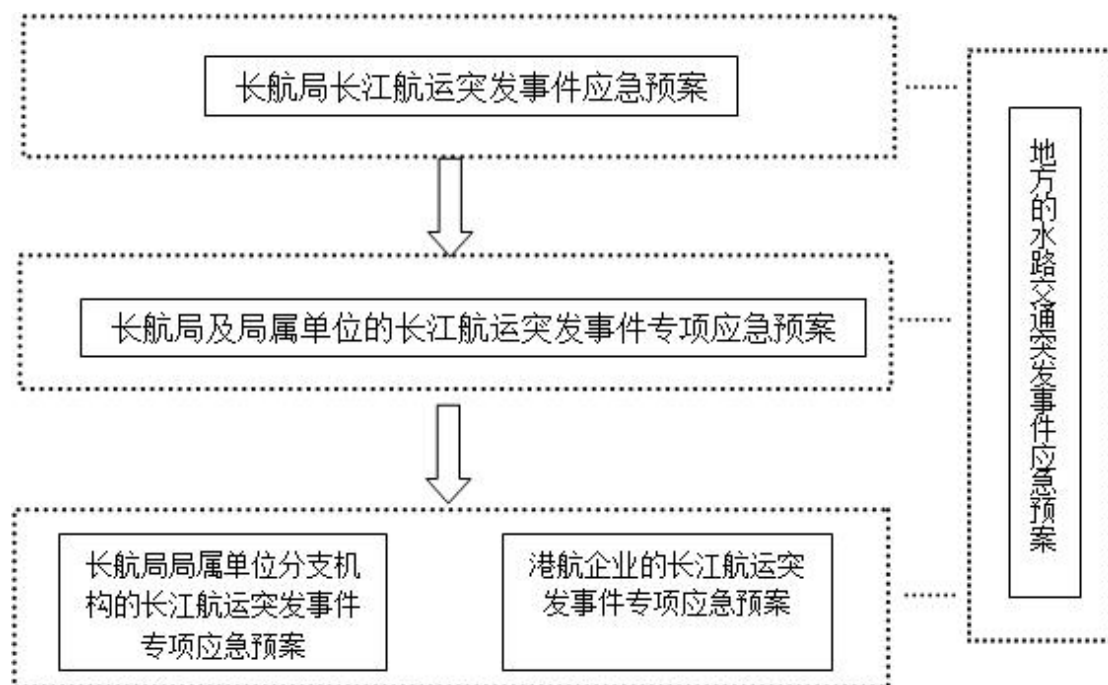 长航局长江航运突发事件应急预案
长航局及局属单位的长江航运突发事件专项应急预案
长航局局属单位分支机
构的长江航运突发事件
专项应急预案
港航企业的长江航运突
发事件专项应急预案
地方的水路交通突发事件应急预案